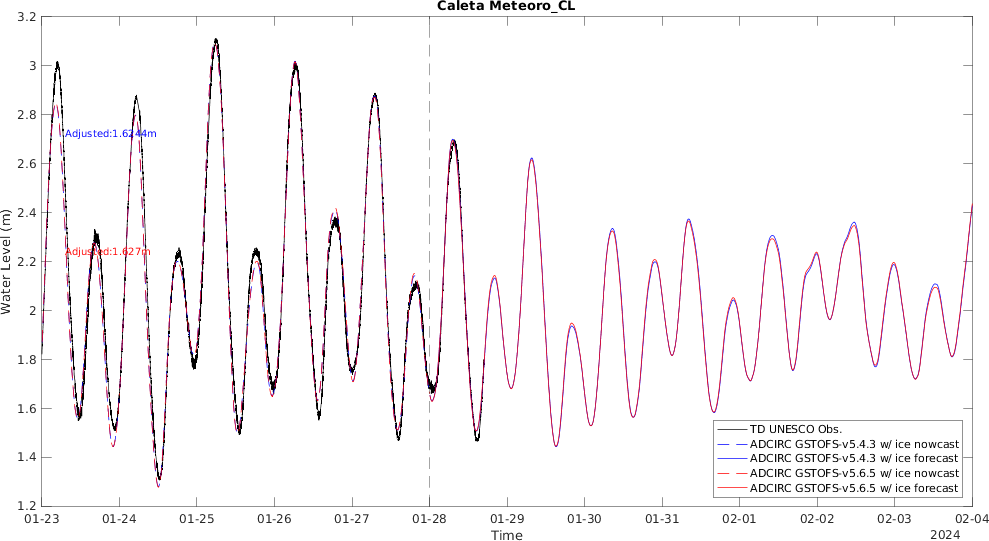 Caleta Meteoro_CL
3.2
3
2.8
2.6
2.4
2.2
2
1.8
1.6
1.4
1.2
Water Level (m)
Adjusted:1.6244m
Adjusted:1.627m
TD UNESCO Obs.
ADCIRC GSTOFS-v5.4.3 w/ ice nowcast
ADCIRC GSTOFS-v5.4.3 w/ ice forecast
ADCIRC GSTOFS-v5.6.5 w/ ice nowcast
ADCIRC GSTOFS-v5.6.5 w/ ice forecast
01-23 01-24 01-25 01-26 01-27 01-28 01-29 01-30 01-31 02-01 02-02 02-03 02-04
Time
2024